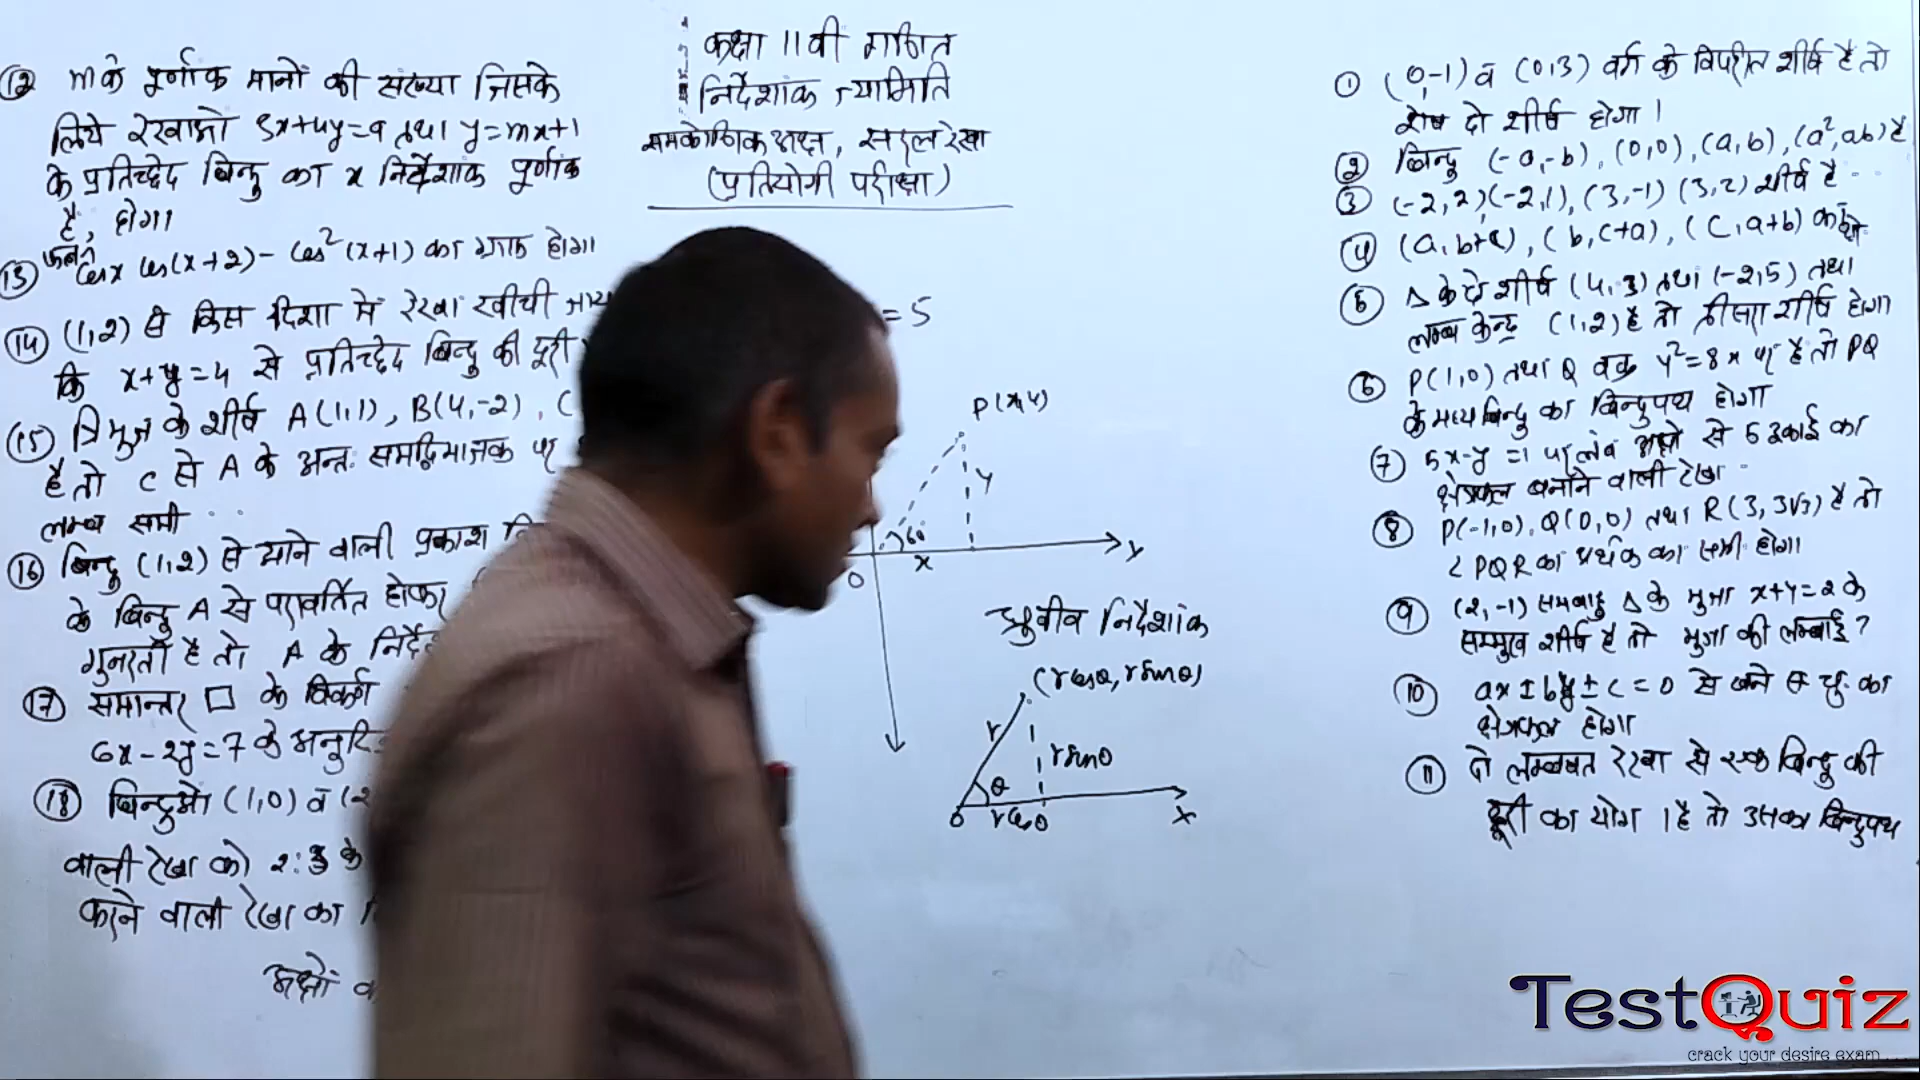 कक्षा 11वी गणित
निर्देशांक ज्यामिति
समकोणिक अक्ष, सरल रेखा
(प्रतियोगी परीक्षा)
(12) m के पूर्णांक मानों की संख्या जिसके
लिये रेखाओ 3x+4y=9 तथा y=mx+1
के प्रतिच्छेद बिन्दु का x निर्देशांक पूर्णांक
है, होगा
(13) फलन cosx cos(x+2) - cos²(x+1) का ग्राफ होगा
(14) (1,2) से किस दिशा मे रेखा खीची जाय
कि x+y=4 से प्रतिच्छेद बिन्दु की दूरी
(15) त्रिभुज के शीर्ष A(1,1), B(4,-2), (
है तो C से A के अन्तः समद्विभाजक पर
लम्ब समी ..
(16) बिन्दु (1,2) से आने वाली प्रकाश
के बिन्दु A से परावर्तित होकर
गुजरती है तो A के
(17) समान्तर □ के विकर्ण
6x-2y=7 के
(18) बिन्दुओ (1,0) व (2
वाली रेखा को 2:3 के
करने वाली रेखा का
अक्षों
= 5
P(x,y)
y
60°
x
O
x
ध्रुवीय निर्देशांक
(r cosθ, r sinθ)
r
r sinθ
θ
O r cosθ
x
(1) (0,-1) व (0,3) वर्ग के विपरीत शीर्ष है तो
शेष दो शीर्ष होगा।
(2) बिन्दु (-a,-b), (0,0), (a,b), (a², ab) है
(3) (-2,2), (-2,1), (3,-1) (3,2) शीर्ष है --
(4) (a, b+c), (b, c+a), (c, a+b) का
(5) Δ के दो शीर्ष (4,3) तथा (-2,5) तथा
लम्ब केन्द्र (1,2) है तो तीसरा शीर्ष होगा
(6) P(1,0) तथा Q वक्र y²=8x पर है तो PQ
के मध्य बिन्दु का बिन्दुपथ होगा
(7) 5x-y=1 पर लंब अक्षो से 5 इकाई का
क्षेत्रफल बनाने वाली रेखा --
(8) P(-1,0), Q(0,0) तथा R(3, 3√3) है तो
∠PQR का अर्धक का समी. होगा
(9) (2,-1) समबाहु Δ के भुजा x+y=2 के
सम्मुख शीर्ष है तो भुजा की लम्बाई ?
(10) ax ± by ± c = 0 से बने स चतु. का
क्षेत्रफल होगा
(11) दो लम्बवत रेखा से एक बिन्दु की
दूरी का योग 1 है तो उसका बिन्दुपथ
TestQuiz
crack your desire exam